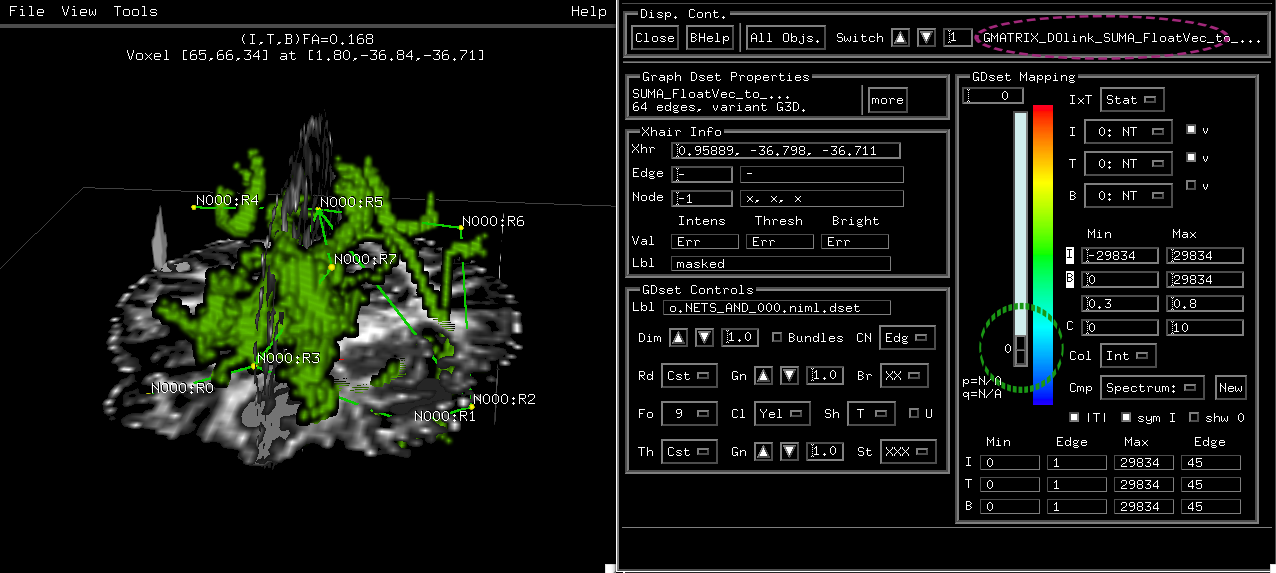 File View Tools Help
(I,T,B)FA=0.168
Voxel [65,66,34] at [1.80,-36.84,-36.71]
N000:R4
N000:R5
N000:R6
N000:R7
N000:R3
N000:R0
N000:R2
N000:R1
Disp. Cont.
Close BHelp All Objs. Switch 1 GMATRIX_DOlink_SUMA_FloatVec_to_...
Graph Dset Properties
SUMA_FloatVec_to_...
64 edges, variant G3D.
more
Xhair Info
Xhr 0.95889, -36.798, -36.711
Edge - -
Node -1 x, x, x
Intens Thresh Bright
Val Err Err Err
Lbl masked
GDset Controls
Lbl o.NETS_AND_000.niml.dset
Dim 1.0 Bundles CN Edg
Rd Cst Gn 1.0 Br XX
Fo 9 Cl Yel Sh T U
Th Cst Gn 1.0 St XXX
GDset Mapping
0
IxT Stat
I 0: NT v
T 0: NT v
B 0: NT v
Min Max
I -29834 29834
B 0 29834
0.3 0.8
C 0 10
0
Col Int
p=N/A
q=N/A
Cmp Spectrum: New
|T| sym I shw 0
Min Edge Max Edge
I 0 1 29834 45
T 0 1 29834 45
B 0 1 29834 45